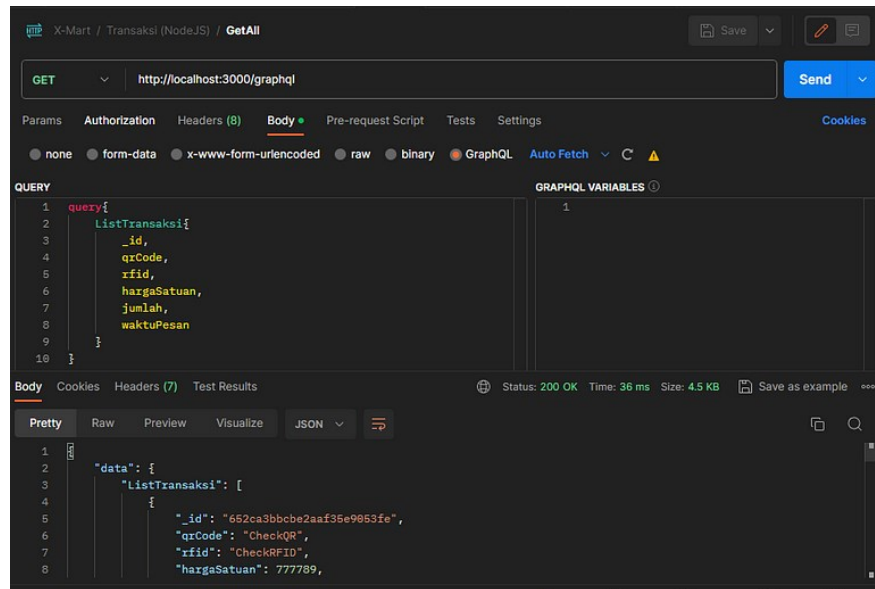 HTTP X-Mart / Transaksi (NodeJS) / GetAll Save
GET http://localhost:3000/graphql Send
Params Authorization Headers (8) Body Pre-request Script Tests Settings Cookies
none form-data x-www-form-urlencoded raw binary GraphQL Auto Fetch
QUERY GRAPHQL VARIABLES
1 query{ 1
2 ListTransaksi{
3 _id,
4 qrCode,
5 rfid,
6 hargaSatuan,
7 jumlah,
8 waktuPesan
9 }
10 }
Body Cookies Headers (7) Test Results Status: 200 OK Time: 36 ms Size: 4.5 KB Save as example
Pretty Raw Preview Visualize JSON
1 {
2 "data": {
3 "ListTransaksi": [
4 {
5 "_id": "652ca3bbcbe2aaf35e9053fe",
6 "qrCode": "CheckQR",
7 "rfid": "CheckRFID",
8 "hargaSatuan": 777789,